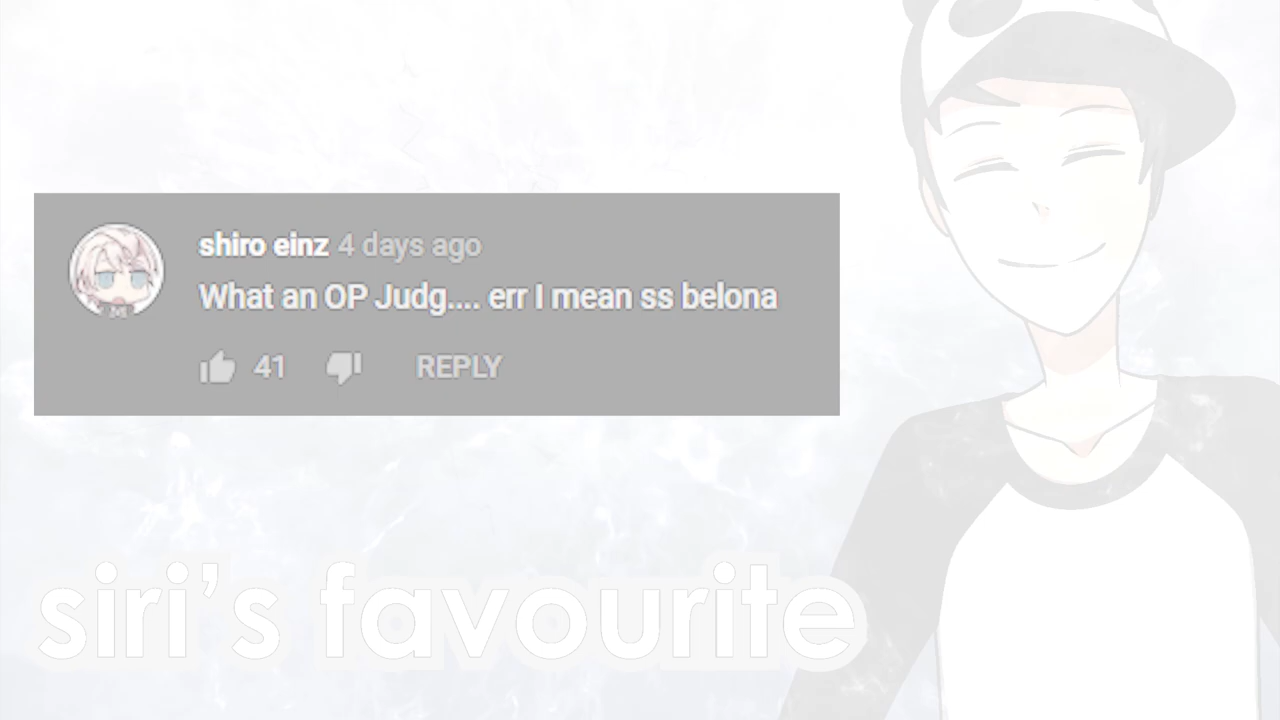 shiro einz 4 days ago
What an OP Judg.... err I mean ss belona
41 REPLY
siri's favourite